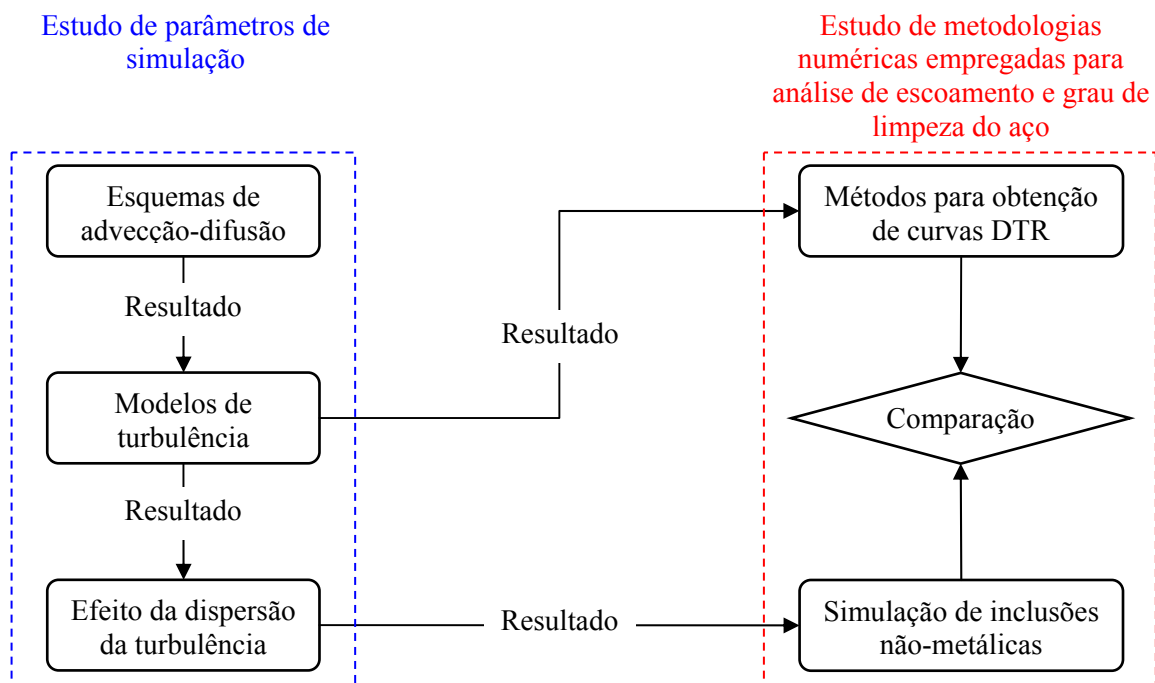 Estudo de parâmetros de
simulação
Esquemas de
advecção-difusão
Resultado
Modelos de
turbulência
Resultado
Efeito da dispersão
da turbulência
Resultado
Resultado
Estudo de metodologias
numéricas empregadas para
análise de escoamento e grau de
limpeza do aço
Métodos para obtenção
de curvas DTR
Comparação
Simulação de inclusões
não-metálicas